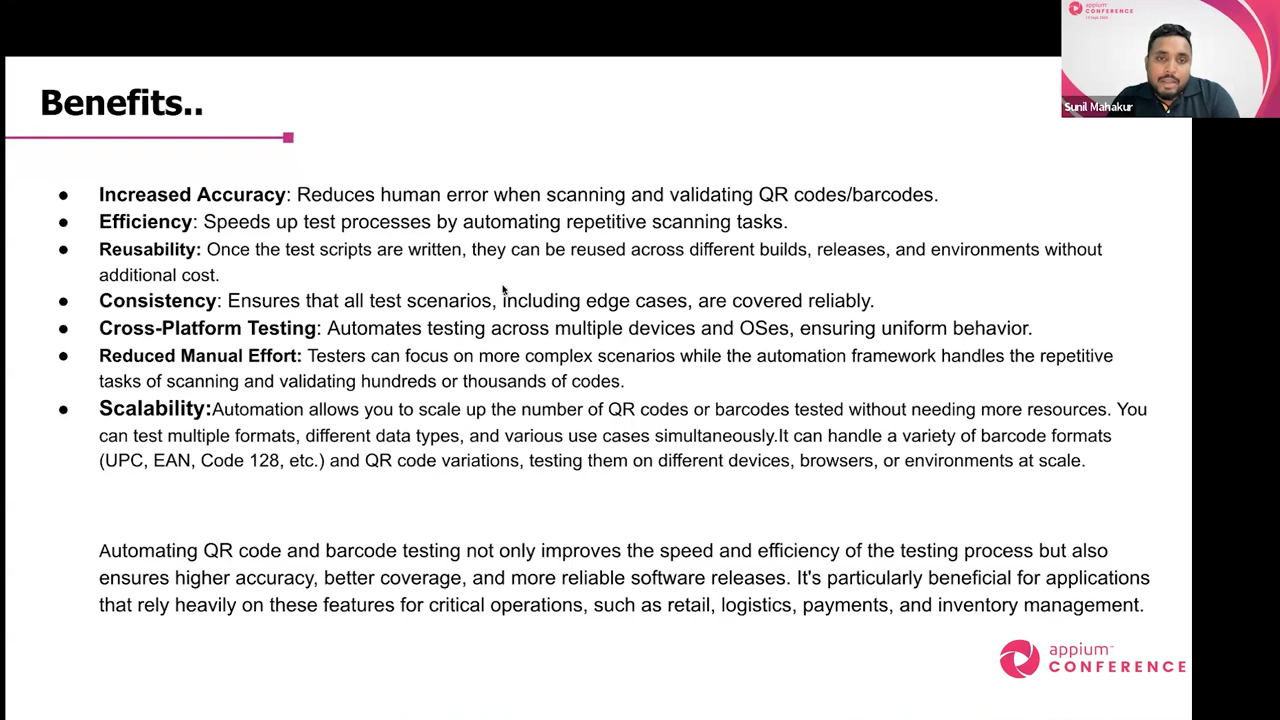 appium
CONFERENCE
Sunil Mahakur
Benefits..
● Increased Accuracy: Reduces human error when scanning and validating QR codes/barcodes.
● Efficiency: Speeds up test processes by automating repetitive scanning tasks.
● Reusability: Once the test scripts are written, they can be reused across different builds, releases, and environments without
additional cost.
● Consistency: Ensures that all test scenarios, including edge cases, are covered reliably.
● Cross-Platform Testing: Automates testing across multiple devices and OSes, ensuring uniform behavior.
● Reduced Manual Effort: Testers can focus on more complex scenarios while the automation framework handles the repetitive
tasks of scanning and validating hundreds or thousands of codes.
● Scalability:Automation allows you to scale up the number of QR codes or barcodes tested without needing more resources. You
can test multiple formats, different data types, and various use cases simultaneously.It can handle a variety of barcode formats
(UPC, EAN, Code 128, etc.) and QR code variations, testing them on different devices, browsers, or environments at scale.
Automating QR code and barcode testing not only improves the speed and efficiency of the testing process but also
ensures higher accuracy, better coverage, and more reliable software releases. It's particularly beneficial for applications
that rely heavily on these features for critical operations, such as retail, logistics, payments, and inventory management.
appium™
CONFERENCE